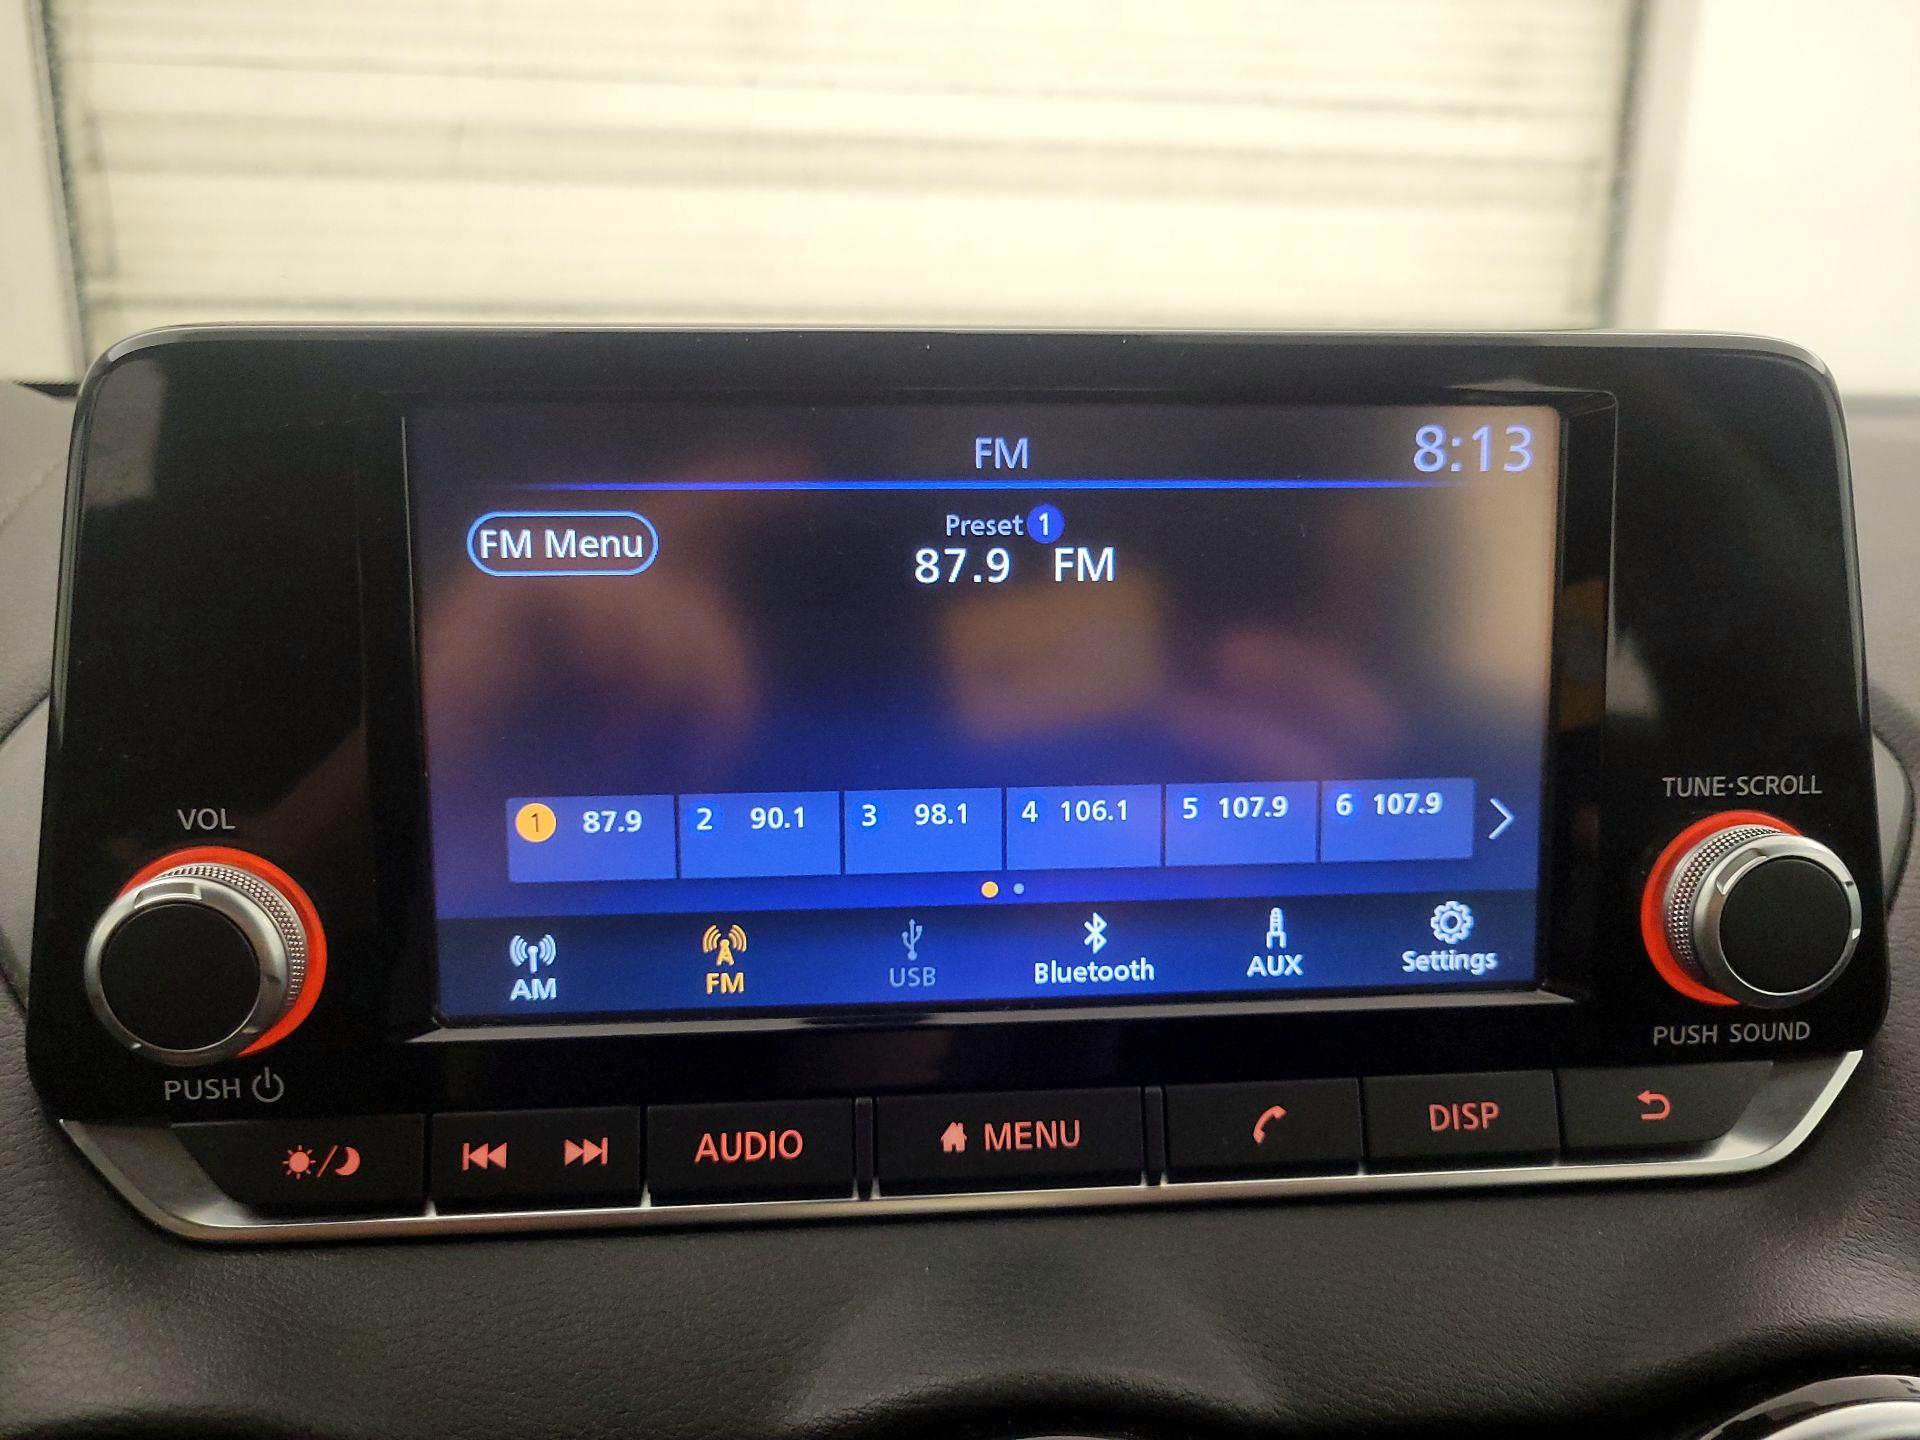 FM
8:13
FM Menu
Preset 1
87.9 FM
1 87.9
2 90.1
3 98.1
4 106.1
5 107.9
6 107.9
AM
FM
USB
Bluetooth
AUX
Settings
VOL
PUSH
TUNE·SCROLL
PUSH SOUND
AUDIO
MENU
DISP